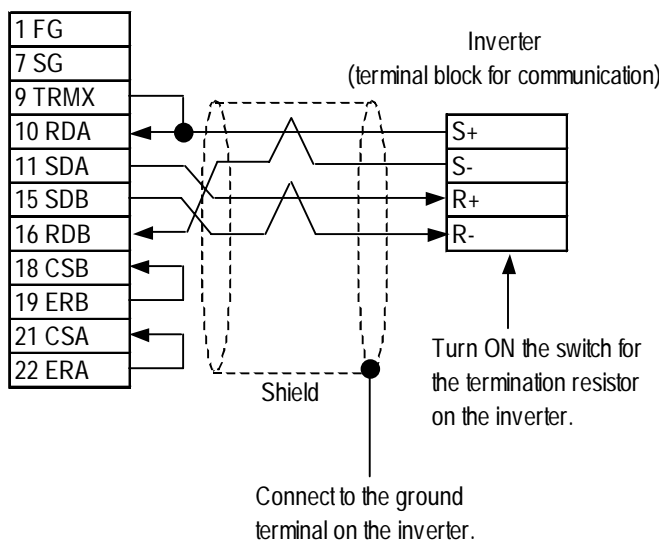 1 FG
7 SG
9 TRMX
10 RDA
11 SDA
15 SDB
16 RDB
18 CSB
19 ERB
21 CSA
22 ERA
Inverter
(terminal block for communication)
S+
S-
R+
R-
Turn ON the switch for
the termination resistor
on the inverter.
Shield
Connect to the ground
terminal on the inverter.